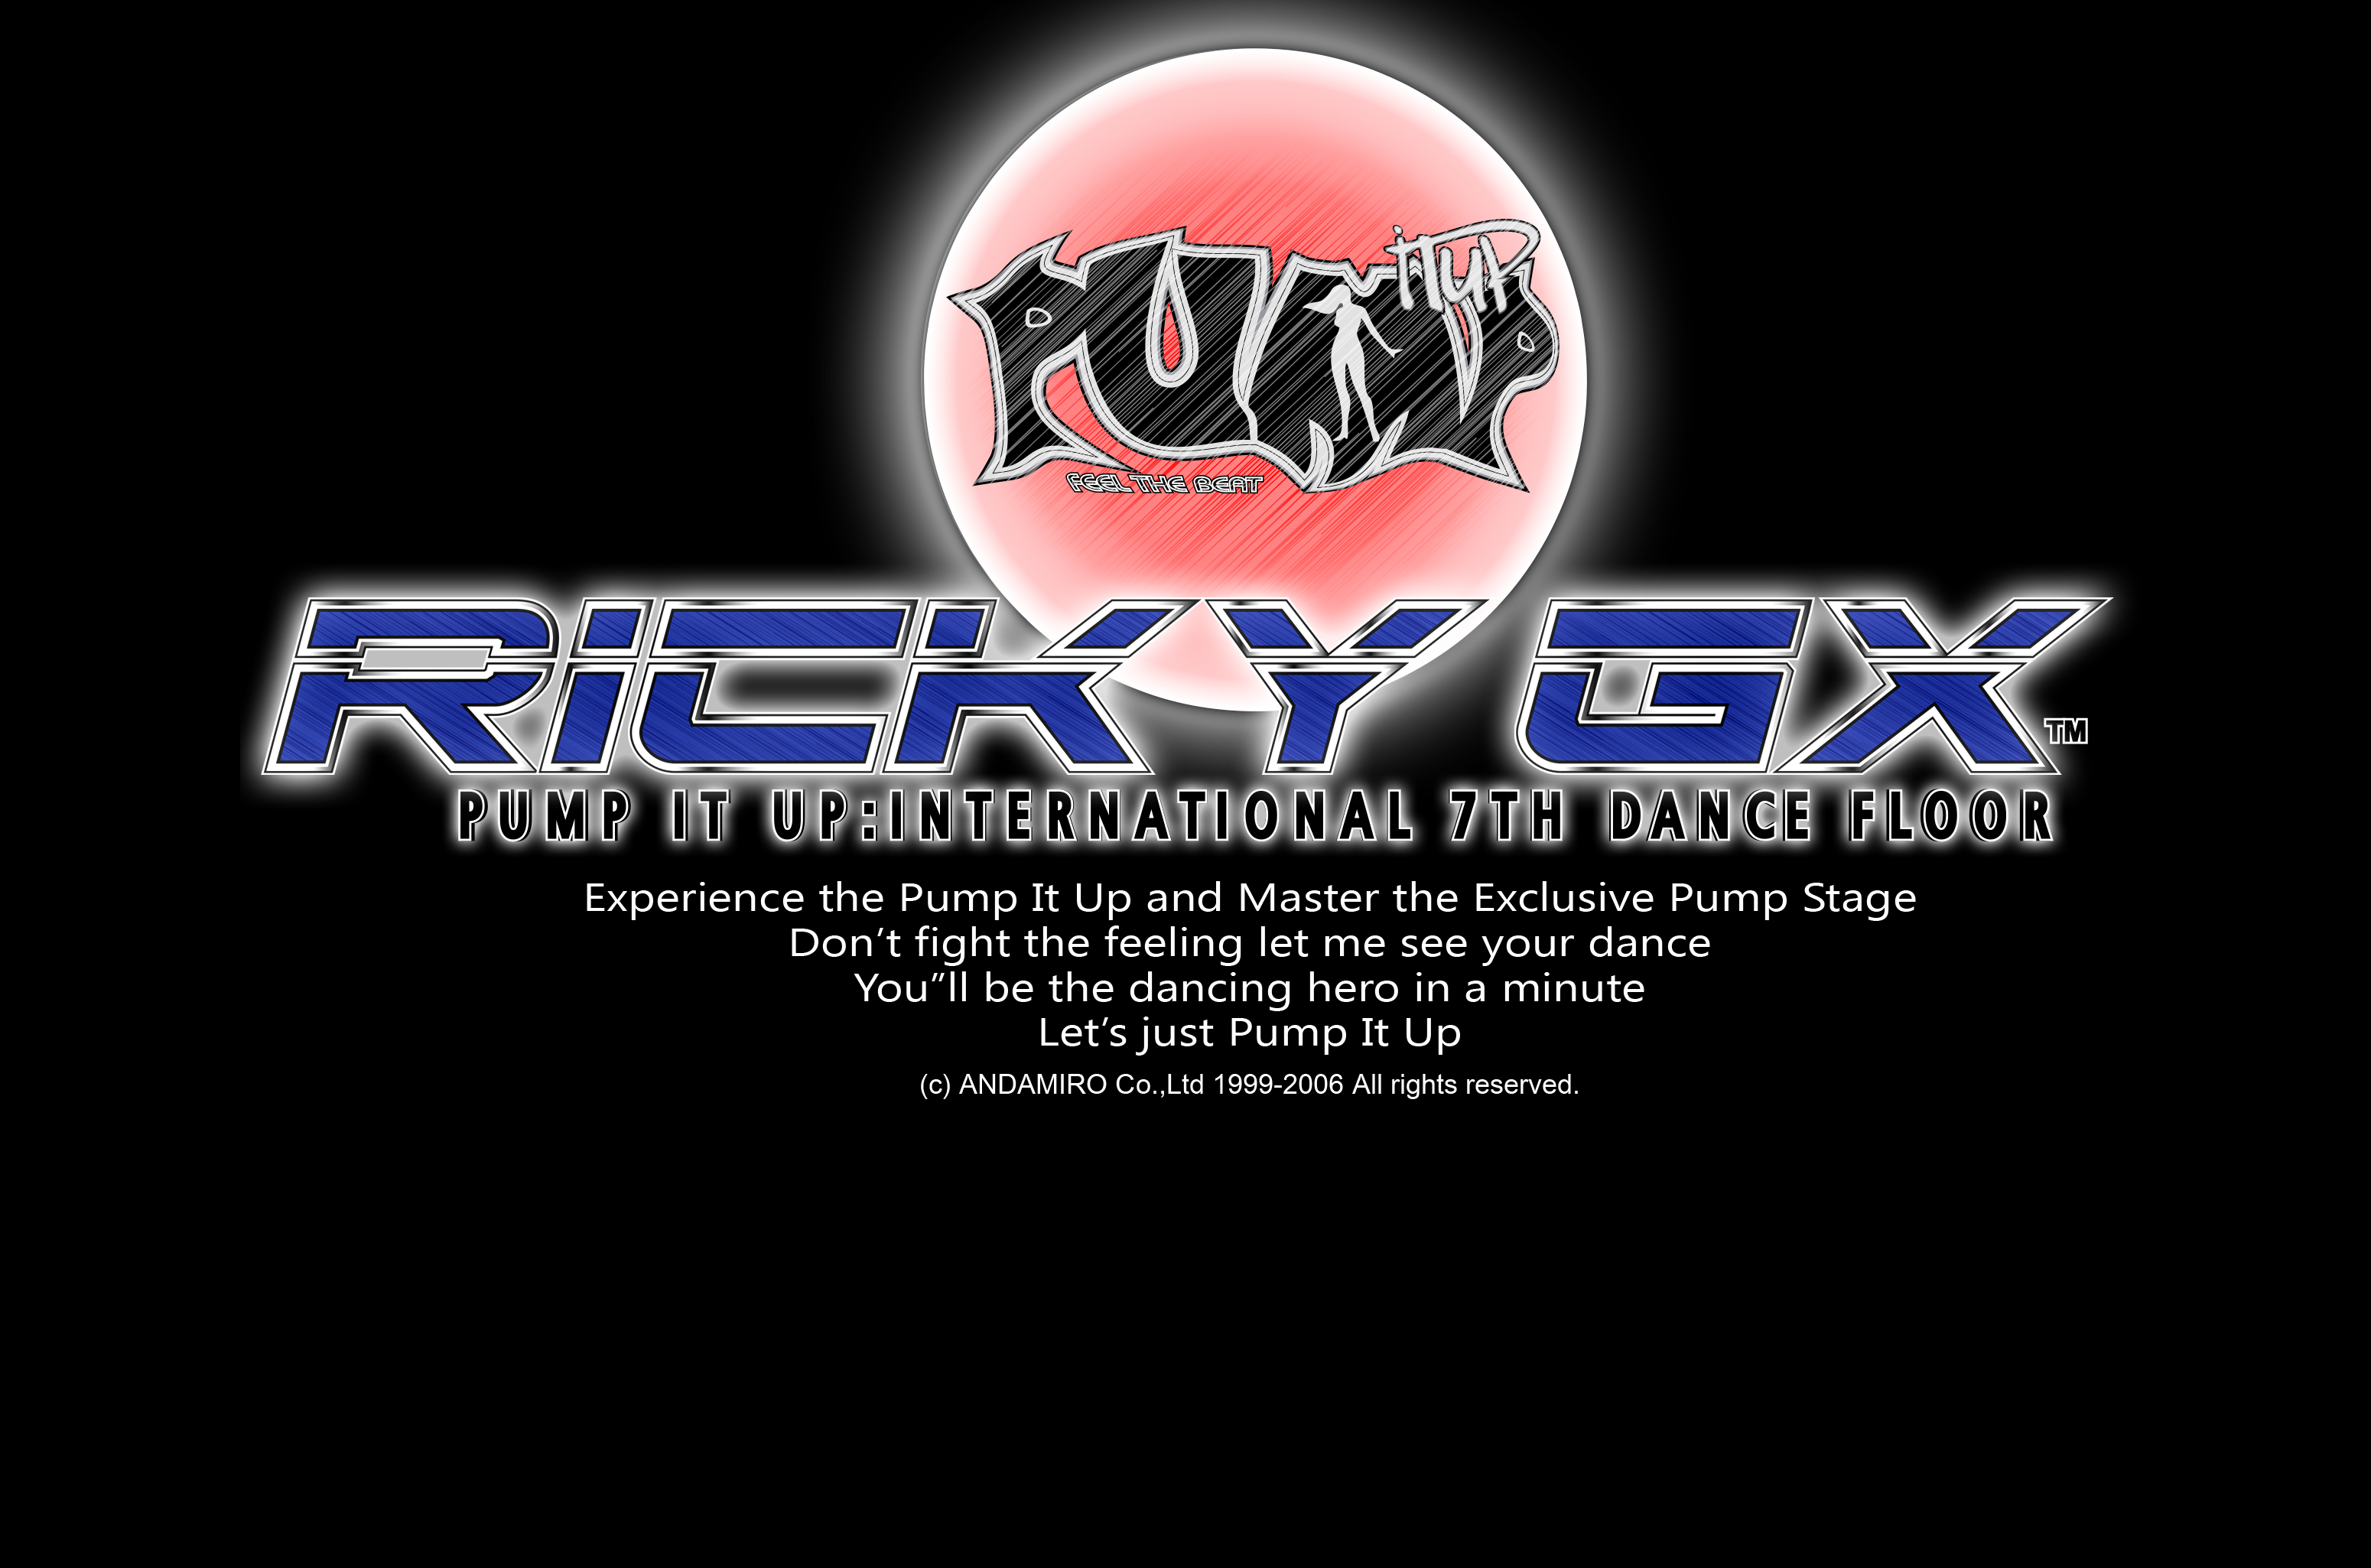 PUMP iTUP
FEEL THE BEAT
RiCKY GX™
PUMP IT UP:INTERNATIONAL 7TH DANCE FLOOR
Experience the Pump It Up and Master the Exclusive Pump Stage
Don’t fight the feeling let me see your dance
You”ll be the dancing hero in a minute
Let’s just Pump It Up
(c) ANDAMIRO Co.,Ltd 1999-2006 All rights reserved.